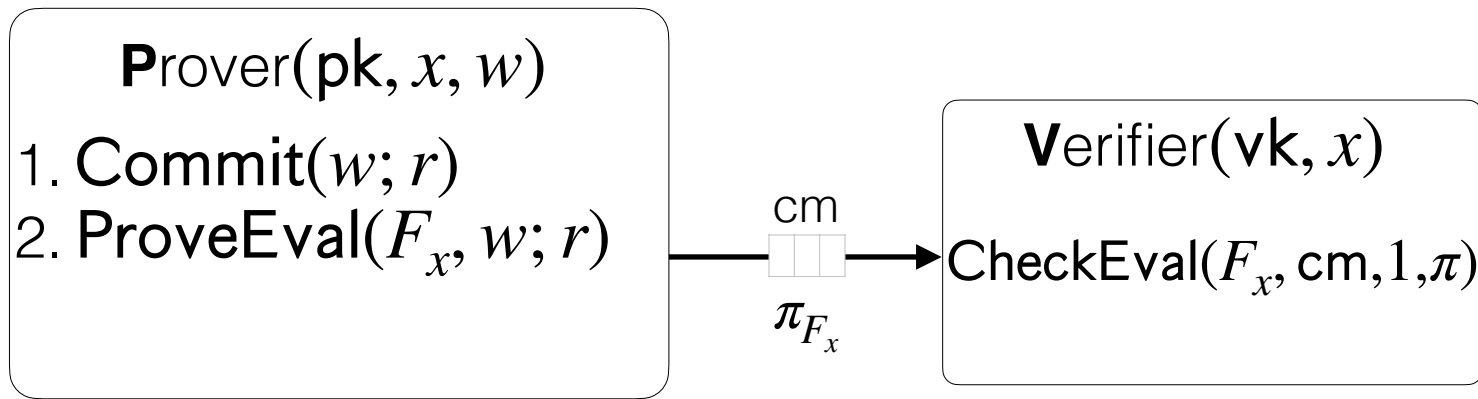 Prover(pk, x, w)
1. Commit(w; r)
2. ProveEval(F_x, w; r)
cm
π_{F_x}
Verifier(vk, x)
CheckEval(F_x, cm,1,π)